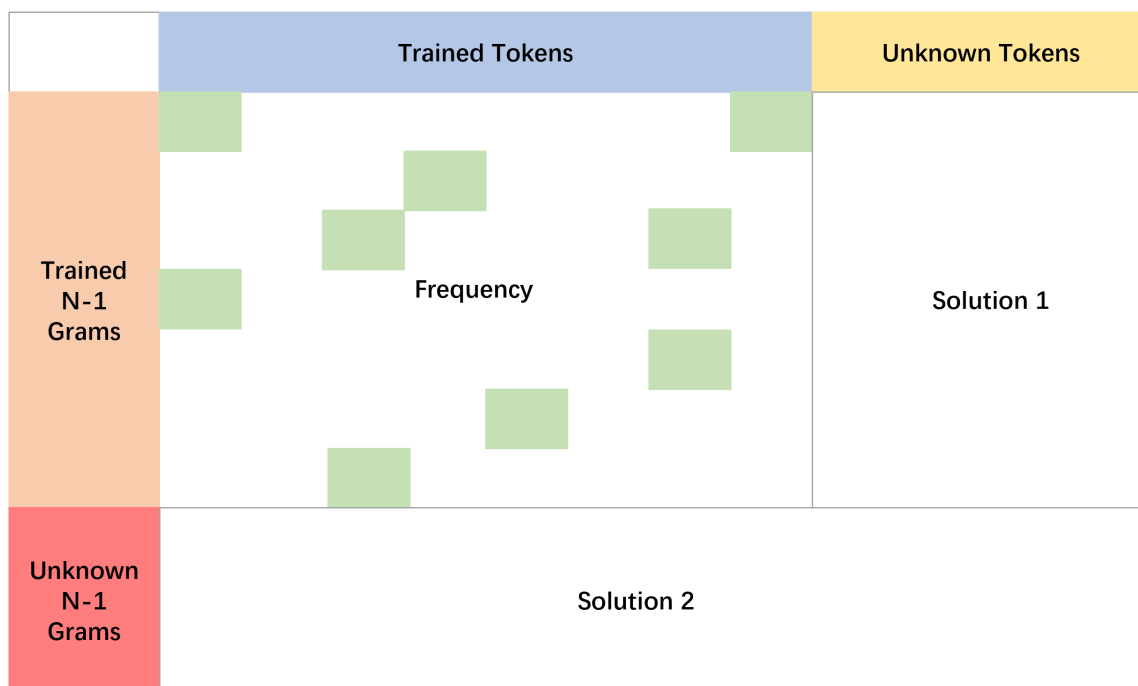 Trained Tokens
Unknown Tokens
Trained
N-1
Grams
Frequency
Solution 1
Unknown
N-1
Grams
Solution 2